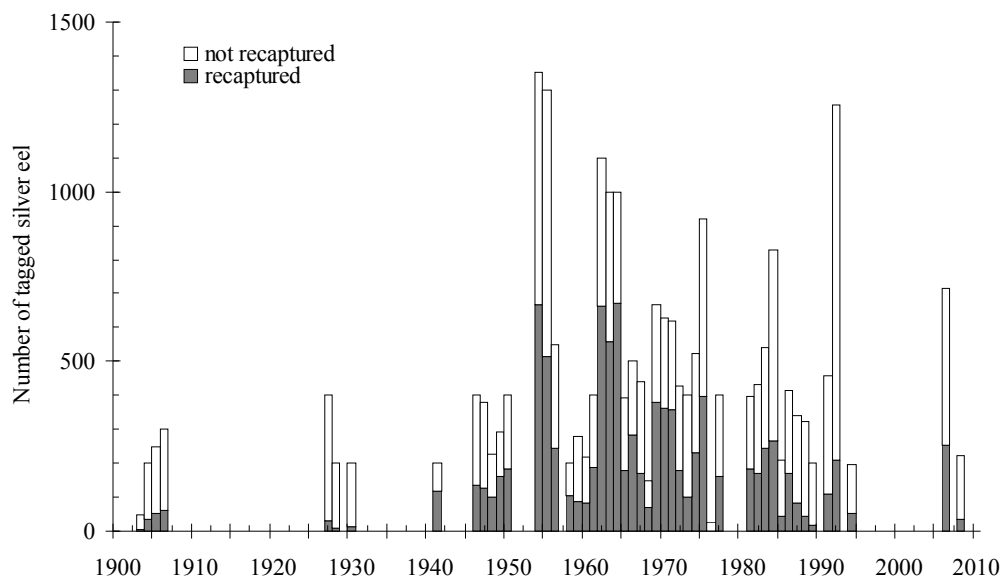 1500
not recaptured
recaptured
1000
500
0
Number of tagged silver eel
1900 1910 1920 1930 1940 1950 1960 1970 1980 1990 2000 2010